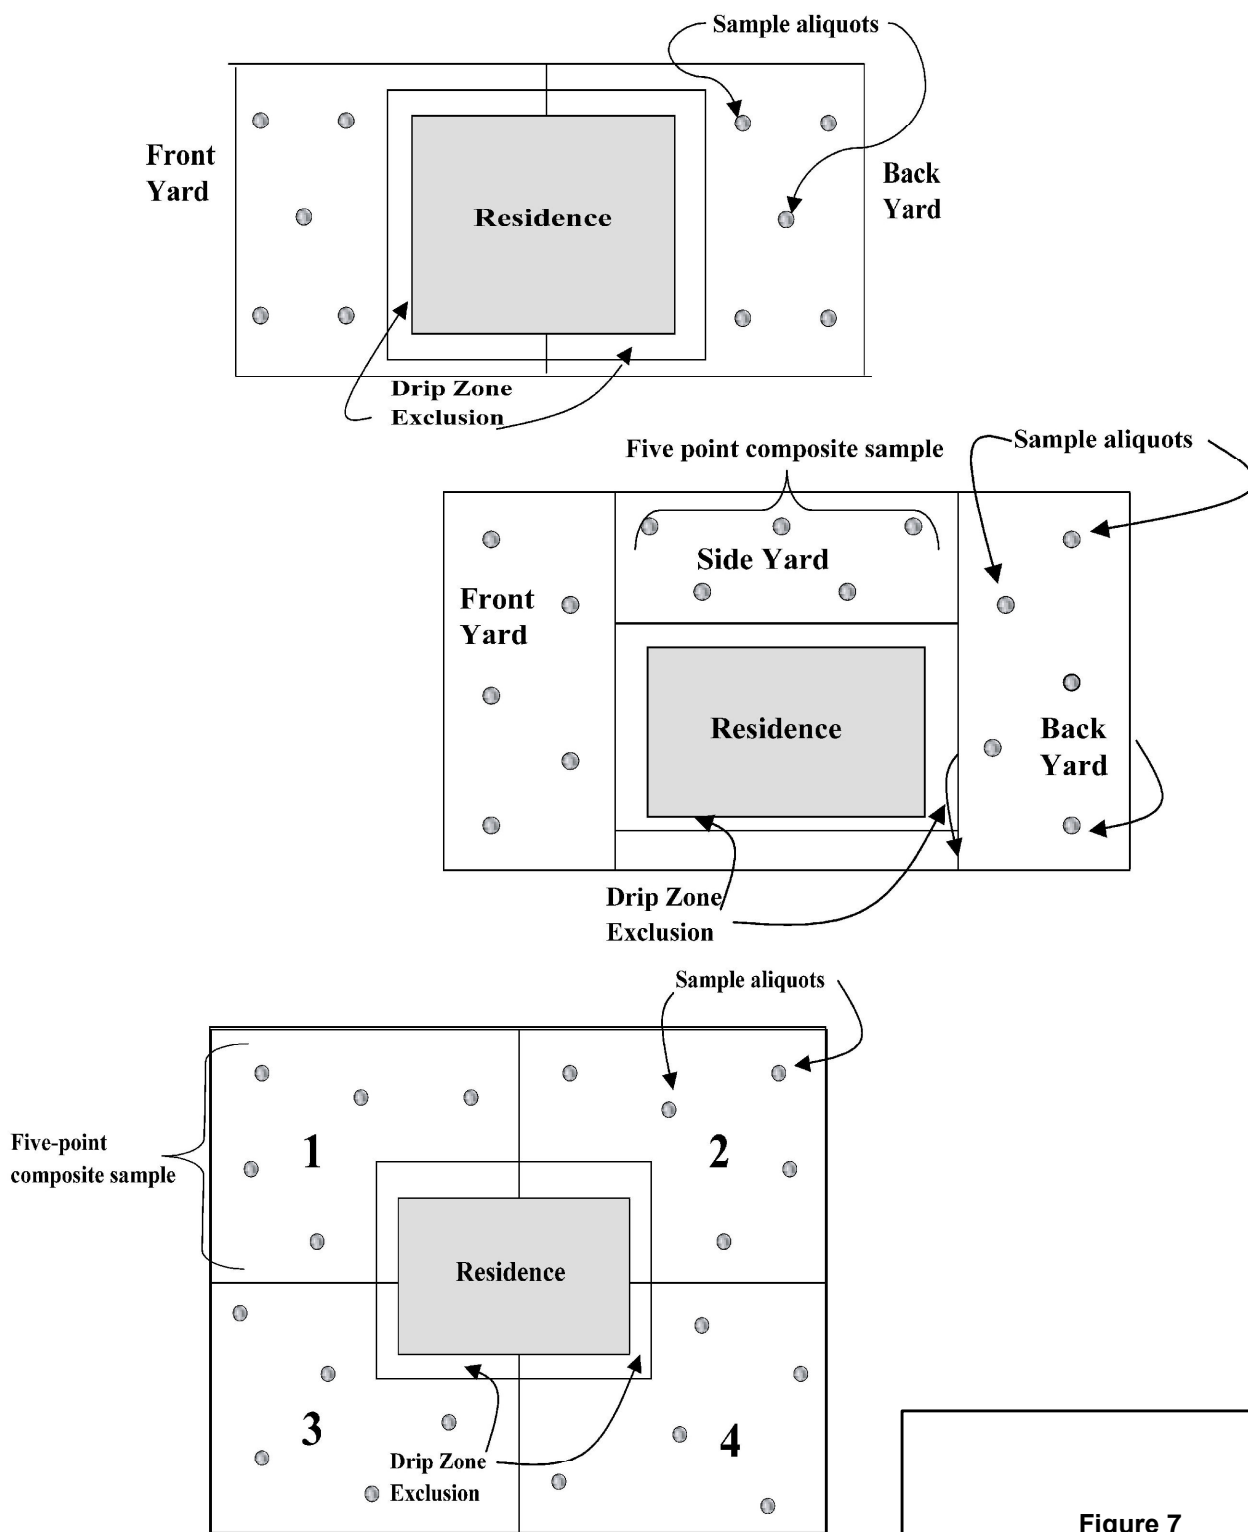 Sample aliquots
Front
Yard
Residence
Back
Yard
Drip Zone
Exclusion
Five point composite sample
Sample aliquots
Side Yard
Front
Yard
Residence
Back
Yard
Drip Zone
Exclusion
Sample aliquots
Five-point
composite sample
1
2
Residence
3
4
Drip Zone
Exclusion
Figure 7